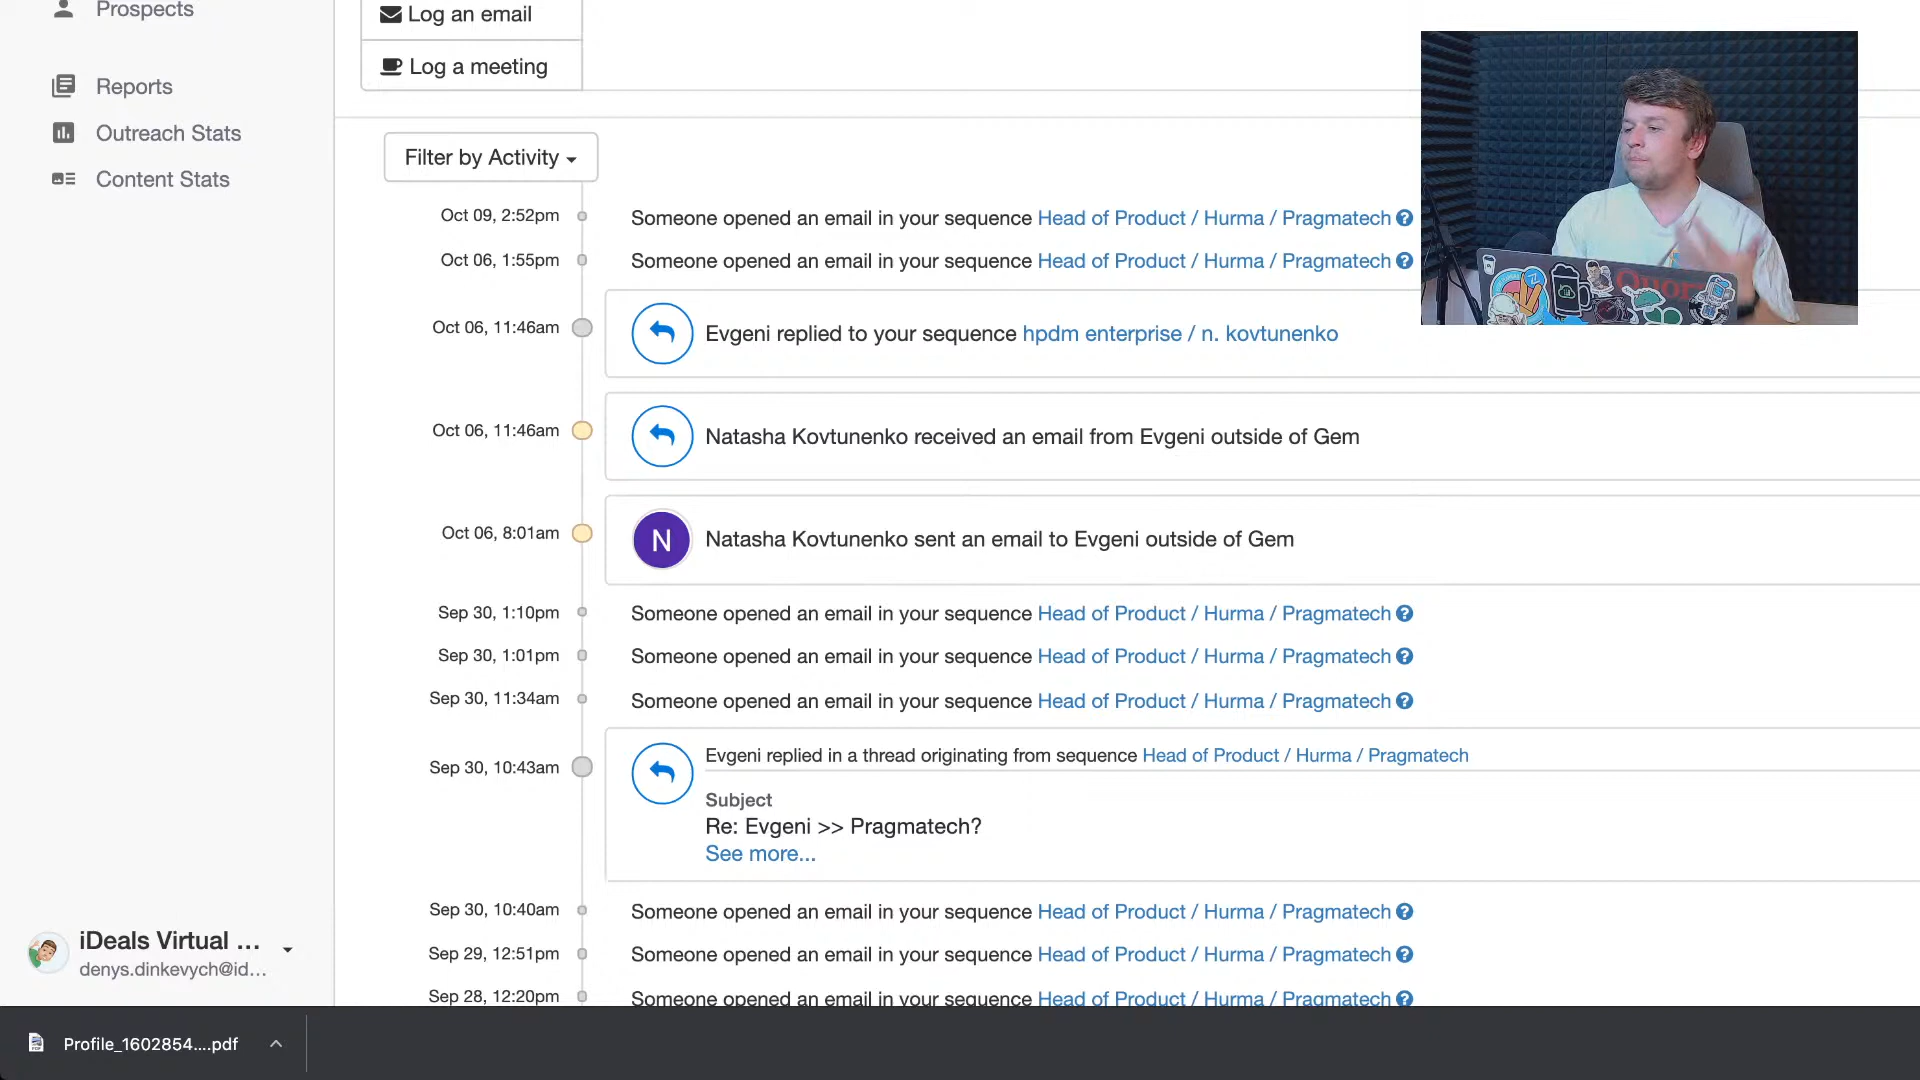 Prospects
Reports
Outreach Stats
Content Stats
Log an email
Log a meeting
Filter by Activity
Oct 09, 2:52pm Someone opened an email in your sequence Head of Product / Hurma / Pragmatech ?
Oct 06, 1:55pm Someone opened an email in your sequence Head of Product / Hurma / Pragmatech ?
Oct 06, 11:46am Evgeni replied to your sequence hpdm enterprise / n. kovtunenko
Oct 06, 11:46am Natasha Kovtunenko received an email from Evgeni outside of Gem
Oct 06, 8:01am N Natasha Kovtunenko sent an email to Evgeni outside of Gem
Sep 30, 1:10pm Someone opened an email in your sequence Head of Product / Hurma / Pragmatech ?
Sep 30, 1:01pm Someone opened an email in your sequence Head of Product / Hurma / Pragmatech ?
Sep 30, 11:34am Someone opened an email in your sequence Head of Product / Hurma / Pragmatech ?
Sep 30, 10:43am Evgeni replied in a thread originating from sequence Head of Product / Hurma / Pragmatech
Subject
Re: Evgeni >> Pragmatech?
See more...
Sep 30, 10:40am Someone opened an email in your sequence Head of Product / Hurma / Pragmatech ?
Sep 29, 12:51pm Someone opened an email in your sequence Head of Product / Hurma / Pragmatech ?
Sep 28, 12:20pm Someone opened an email in your sequence Head of Product / Hurma / Pragmatech ?
iDeals Virtual ...
denys.dinkevych@id...
Profile_1602854....pdf